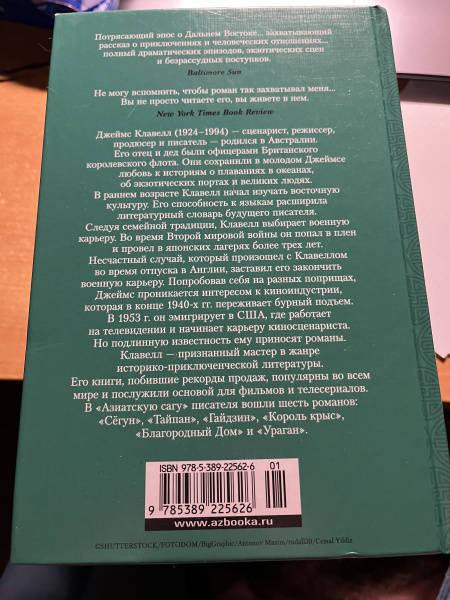 Потрясающий эпос о Дальнем Востоке... захватывающий
рассказ о приключениях и человеческих отношениях...
полный драматических эпизодов, экзотических сцен
и безрассудных поступков.
Baltimore Sun
Не могу вспомнить, чтобы роман так захватывал меня...
Вы не просто читаете его, вы живете в нем.
New York Times Book Review
Джеймс Клавелл (1924–1994) — сценарист, режиссер,
продюсер и писатель — родился в Австралии.
Его отец и дед были офицерами Британского
королевского флота. Они сохранили в молодом Джеймсе
любовь к историям о плаваниях в океанах,
об экзотических портах и великих людях.
В раннем возрасте Клавелл начал изучать восточную
культуру. Его способность к языкам расширила
литературный словарь будущего писателя.
Следуя семейной традиции, Клавелл выбирает военную
карьеру. Во время Второй мировой войны он попал в плен
и провел в японских лагерях более трех лет.
Несчастный случай, который произошел с Клавеллом
во время отпуска в Англии, заставил его закончить
военную карьеру. Попробовав себя на разных поприщах,
Джеймс проникается интересом к киноиндустрии,
которая в конце 1940-х гг. переживает бурный подъем.
В 1953 г. он эмигрирует в США, где работает
на телевидении и начинает карьеру киносценариста.
Но подлинную известность ему приносят романы.
Клавелл — признанный мастер в жанре
историко-приключенческой литературы.
Его книги, побившие рекорды продаж, популярны во всем
мире и послужили основой для фильмов и телесериалов.
В «Азиатскую сагу» писателя вошли шесть романов:
«Сёгун», «Тайпан», «Гайдзин», «Король крыс»,
«Благородный Дом» и «Ураган».
ISBN 978-5-389-22562-6 01
9 785389 225626
www.azbooka.ru
©SHUTTERSTOCK/FOTODOM/BigGraphic/Antonov Maxim/ Cemal Yildiz